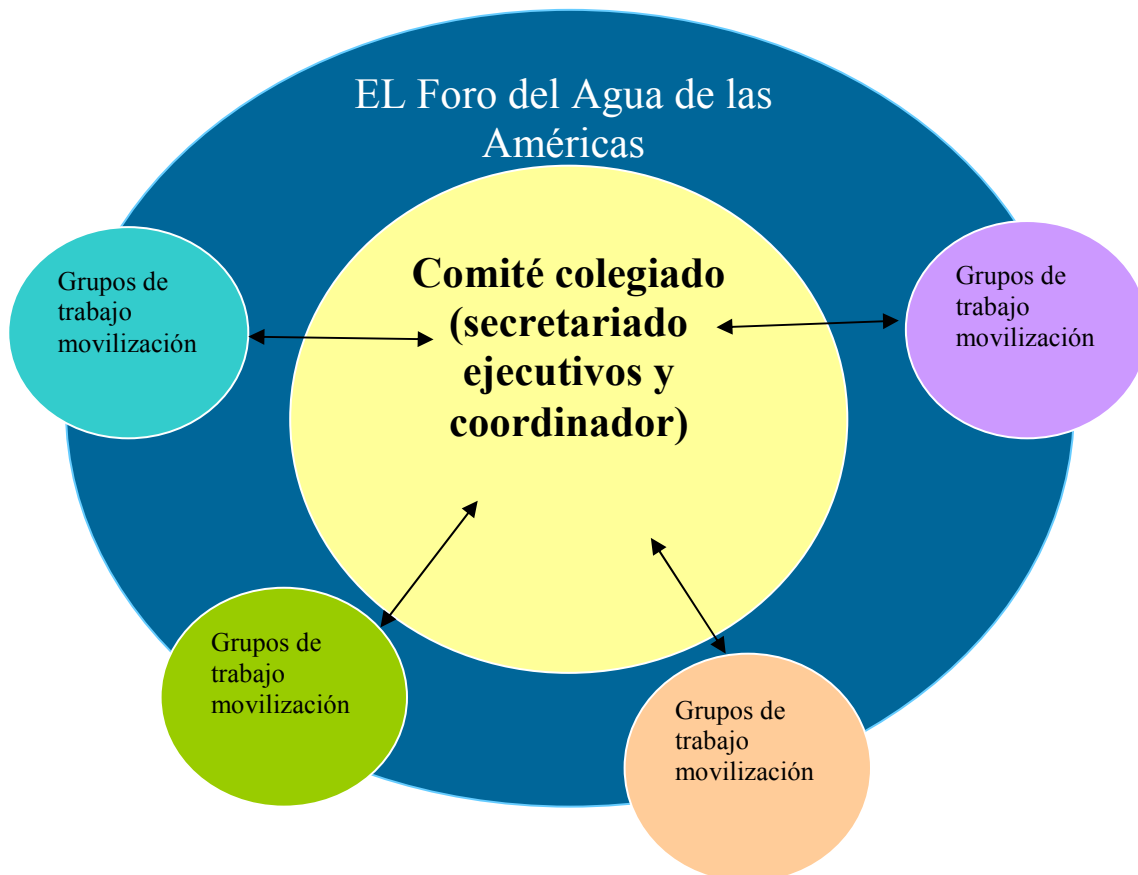 EL Foro del Agua de las
Américas
Comité colegiado
(secretariado
ejecutivos y
coordinador)
Grupos de
trabajo
movilización
Grupos de
trabajo
movilización
Grupos de
trabajo
movilización
Grupos de
trabajo
movilización